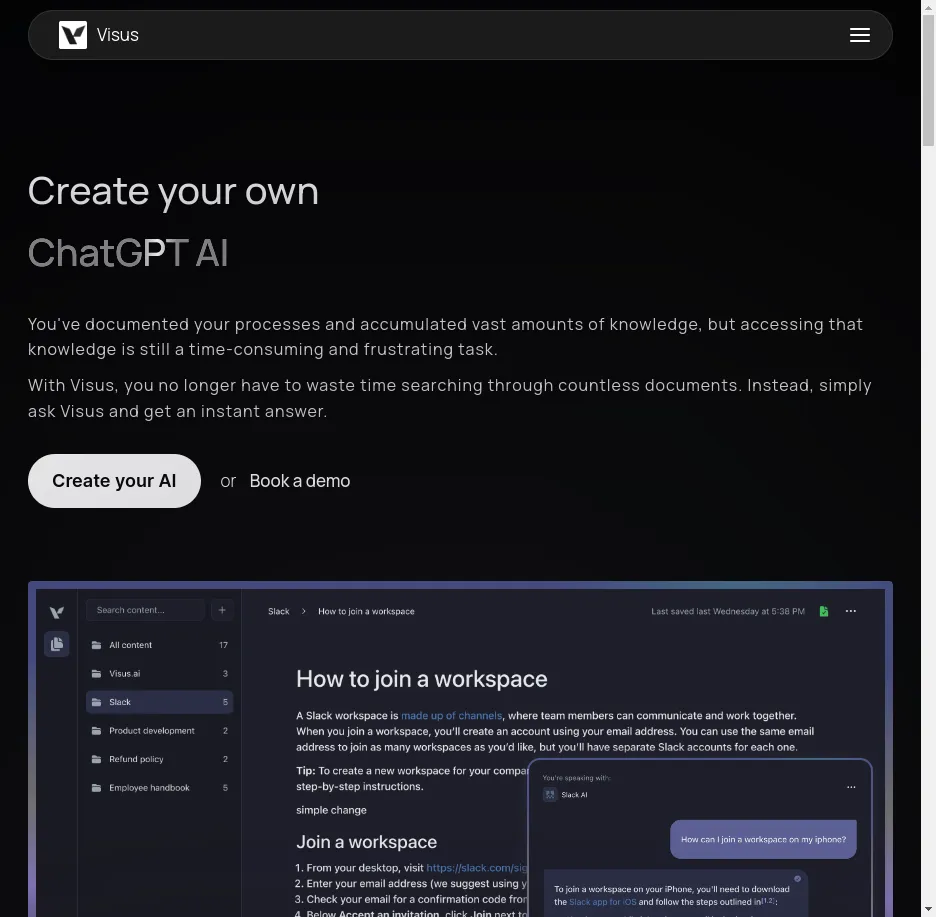 Visus
Create your own
ChatGPT AI
You've documented your processes and accumulated vast amounts of knowledge, but accessing that
knowledge is still a time-consuming and frustrating task.
With Visus, you no longer have to waste time searching through countless documents. Instead, simply
ask Visus and get an instant answer.
Create your AI or Book a demo
Search content...
+
All content 17
Visus.ai 3
Slack 5
Product development 2
Refund policy 2
Employee handbook 5
Slack > How to join a workspace
Last saved last Wednesday at 5:38 PM
How to join a workspace
A Slack workspace is made up of channels, where team members can communicate and work together.
When you join a workspace, you'll create an account using your email address. You can use the same email
address to join as many workspaces as you'd like, but you'll have separate Slack accounts for each one.
Tip: To create a new workspace for your compan
step-by-step instructions.
simple change
Join a workspace
1. From your desktop, visit https://slack.com/sig
2. Enter your email address (we suggest using y
3. Check your email for a confirmation code from
4. Below Accept an invitation, click Join next to
You're speaking with:
Slack AI
How can I join a workspace on my iphone?
To join a workspace on your iPhone, you'll need to download
the Slack app for iOS and follow the steps outlined in[1,2]: